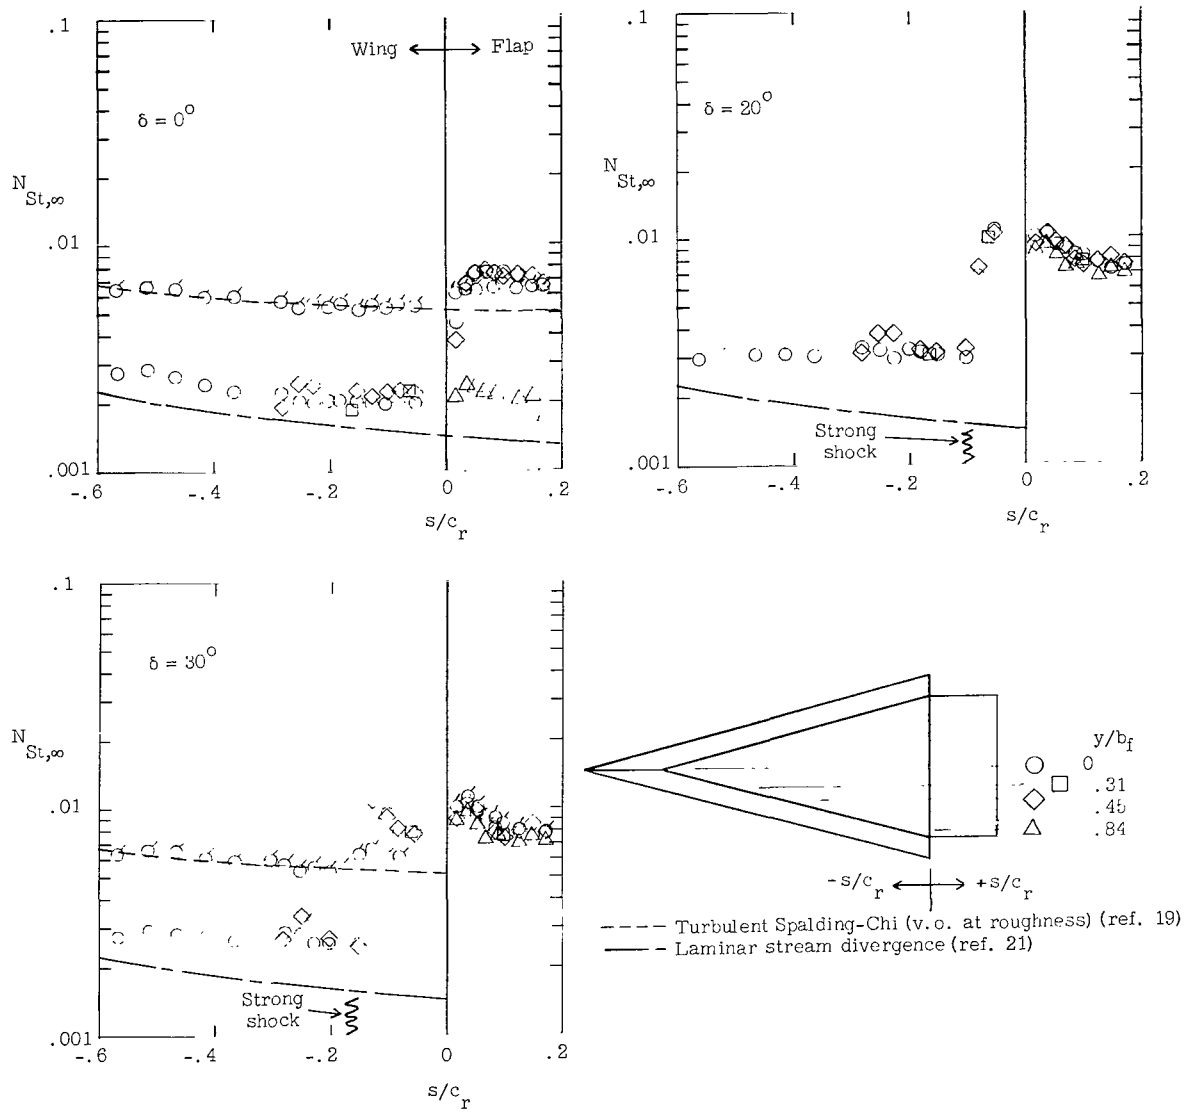 .1
.01
.001
N St,∞
δ = 0°
Wing
Flap
-.6 -.4 -.2 0 .2
s/c r
.1
.01
.001
δ = 20°
Strong
shock
-.6 -.4 -.2 0 .2
s/c r
.1
.01
.001
N St,∞
δ = 30°
Strong
shock
-.6 -.4 -.2 0 .2
s/c r
y/b f
0
.31
.45
.84
-s/c r +s/c r
Turbulent Spalding-Chi (v.o. at roughness) (ref. 19)
Laminar stream divergence (ref. 21)